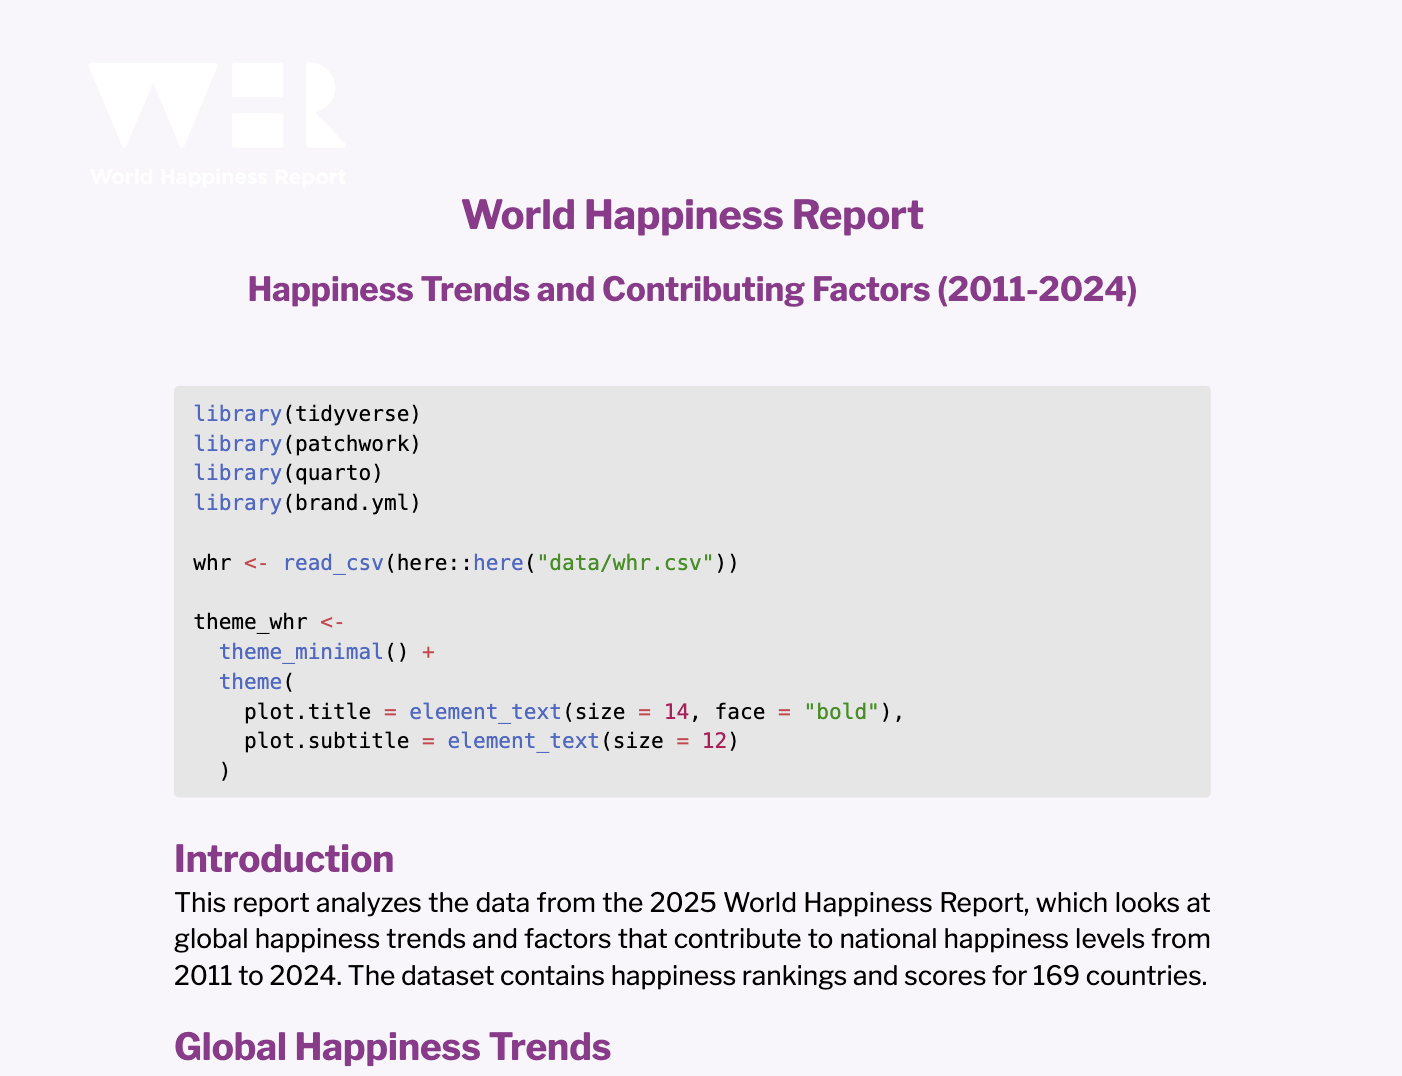 WHR
World Happiness Report
World Happiness Report
Happiness Trends and Contributing Factors (2011-2024)
library(tidyverse)
library(patchwork)
library(quarto)
library(brand.yml)
whr <- read_csv(here::here("data/whr.csv"))
theme_whr <-
  theme_minimal() +
  theme(
    plot.title = element_text(size = 14, face = "bold"),
    plot.subtitle = element_text(size = 12)
  )
Introduction
This report analyzes the data from the 2025 World Happiness Report, which looks at
global happiness trends and factors that contribute to national happiness levels from
2011 to 2024. The dataset contains happiness rankings and scores for 169 countries.
Global Happiness Trends